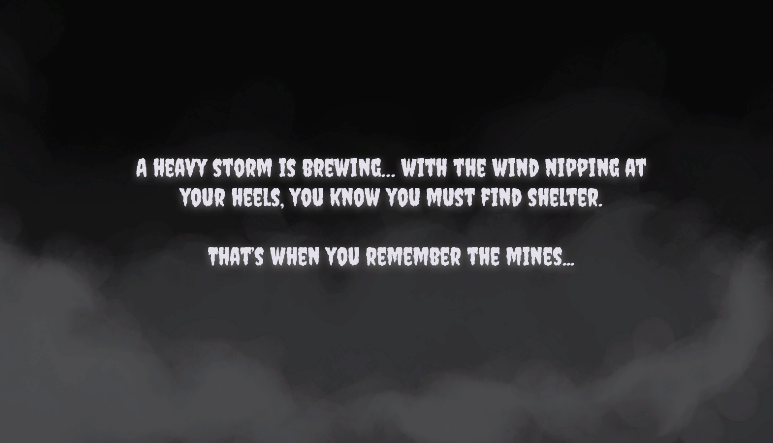 A HEAVY STORM IS BREWING... WITH THE WIND NIPPING AT
YOUR HEELS, YOU KNOW YOU MUST FIND SHELTER.
THAT'S WHEN YOU REMEMBER THE MINES...